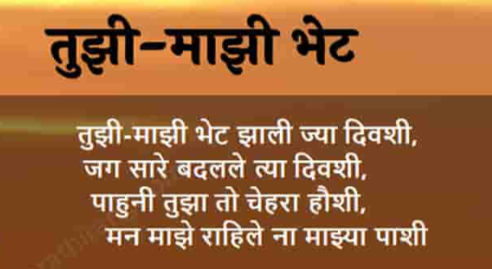 तुझी-माझी भेट
तुझी-माझी भेट झाली ज्या दिवशी,
जग सारे बदलले त्या दिवशी,
पाहुनी तुझा तो चेहरा हौशी,
मन माझे राहिले ना माझ्या पाशी